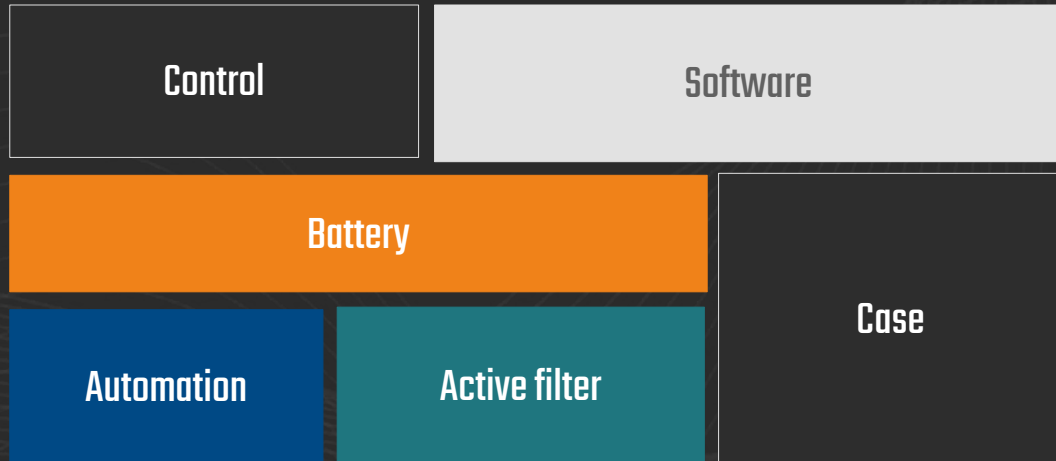 Control
Software
Battery
Case
Automation
Active filter